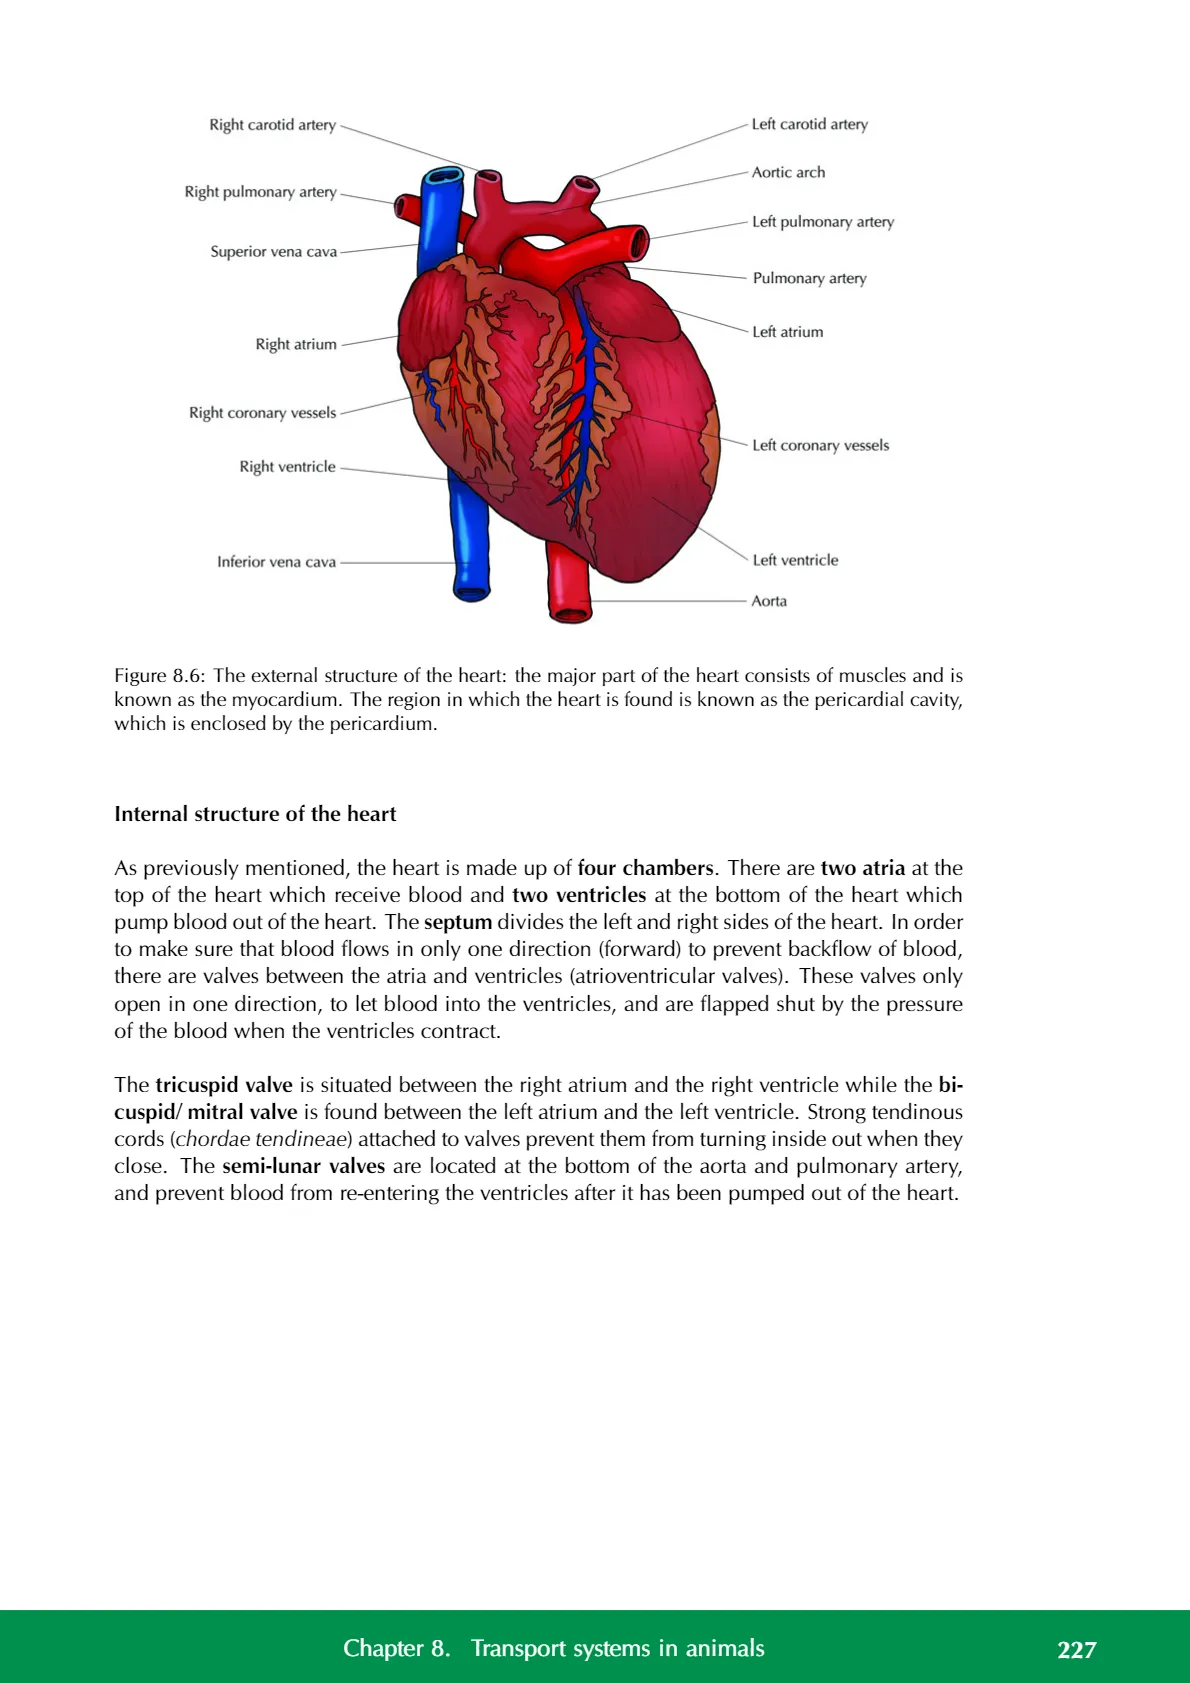 Right carotid artery
Left carotid artery
Aortic arch
Right pulmonary artery
Left pulmonary artery
Superior vena cava
Pulmonary artery
Left atrium
Right atrium
Right coronary vessels
Left coronary vessels
Right ventricle
Inferior vena cava
Left ventricle
Aorta
Figure 8.6: The external structure of the heart: the major part of the heart consists of muscles and is
known as the myocardium. The region in which the heart is found is known as the pericardial cavity,
which is enclosed by the pericardium.
Internal structure of the heart
As previously mentioned, the heart is made up of four chambers. There are two atria at the
top of the heart which receive blood and two ventricles at the bottom of the heart which
pump blood out of the heart. The septum divides the left and right sides of the heart. In order
to make sure that blood flows in only one direction (forward) to prevent backflow of blood,
there are valves between the atria and ventricles (atrioventricular valves). These valves only
open in one direction, to let blood into the ventricles, and are flapped shut by the pressure
of the blood when the ventricles contract.
The tricuspid valve is situated between the right atrium and the right ventricle while the bi-
cuspid/ mitral valve is found between the left atrium and the left ventricle. Strong tendinous
cords (chordae tendineae) attached to valves prevent them from turning inside out when they
close. The semi-lunar valves are located at the bottom of the aorta and pulmonary artery,
and prevent blood from re-entering the ventricles after it has been pumped out of the heart.
Chapter 8. Transport systems in animals
227